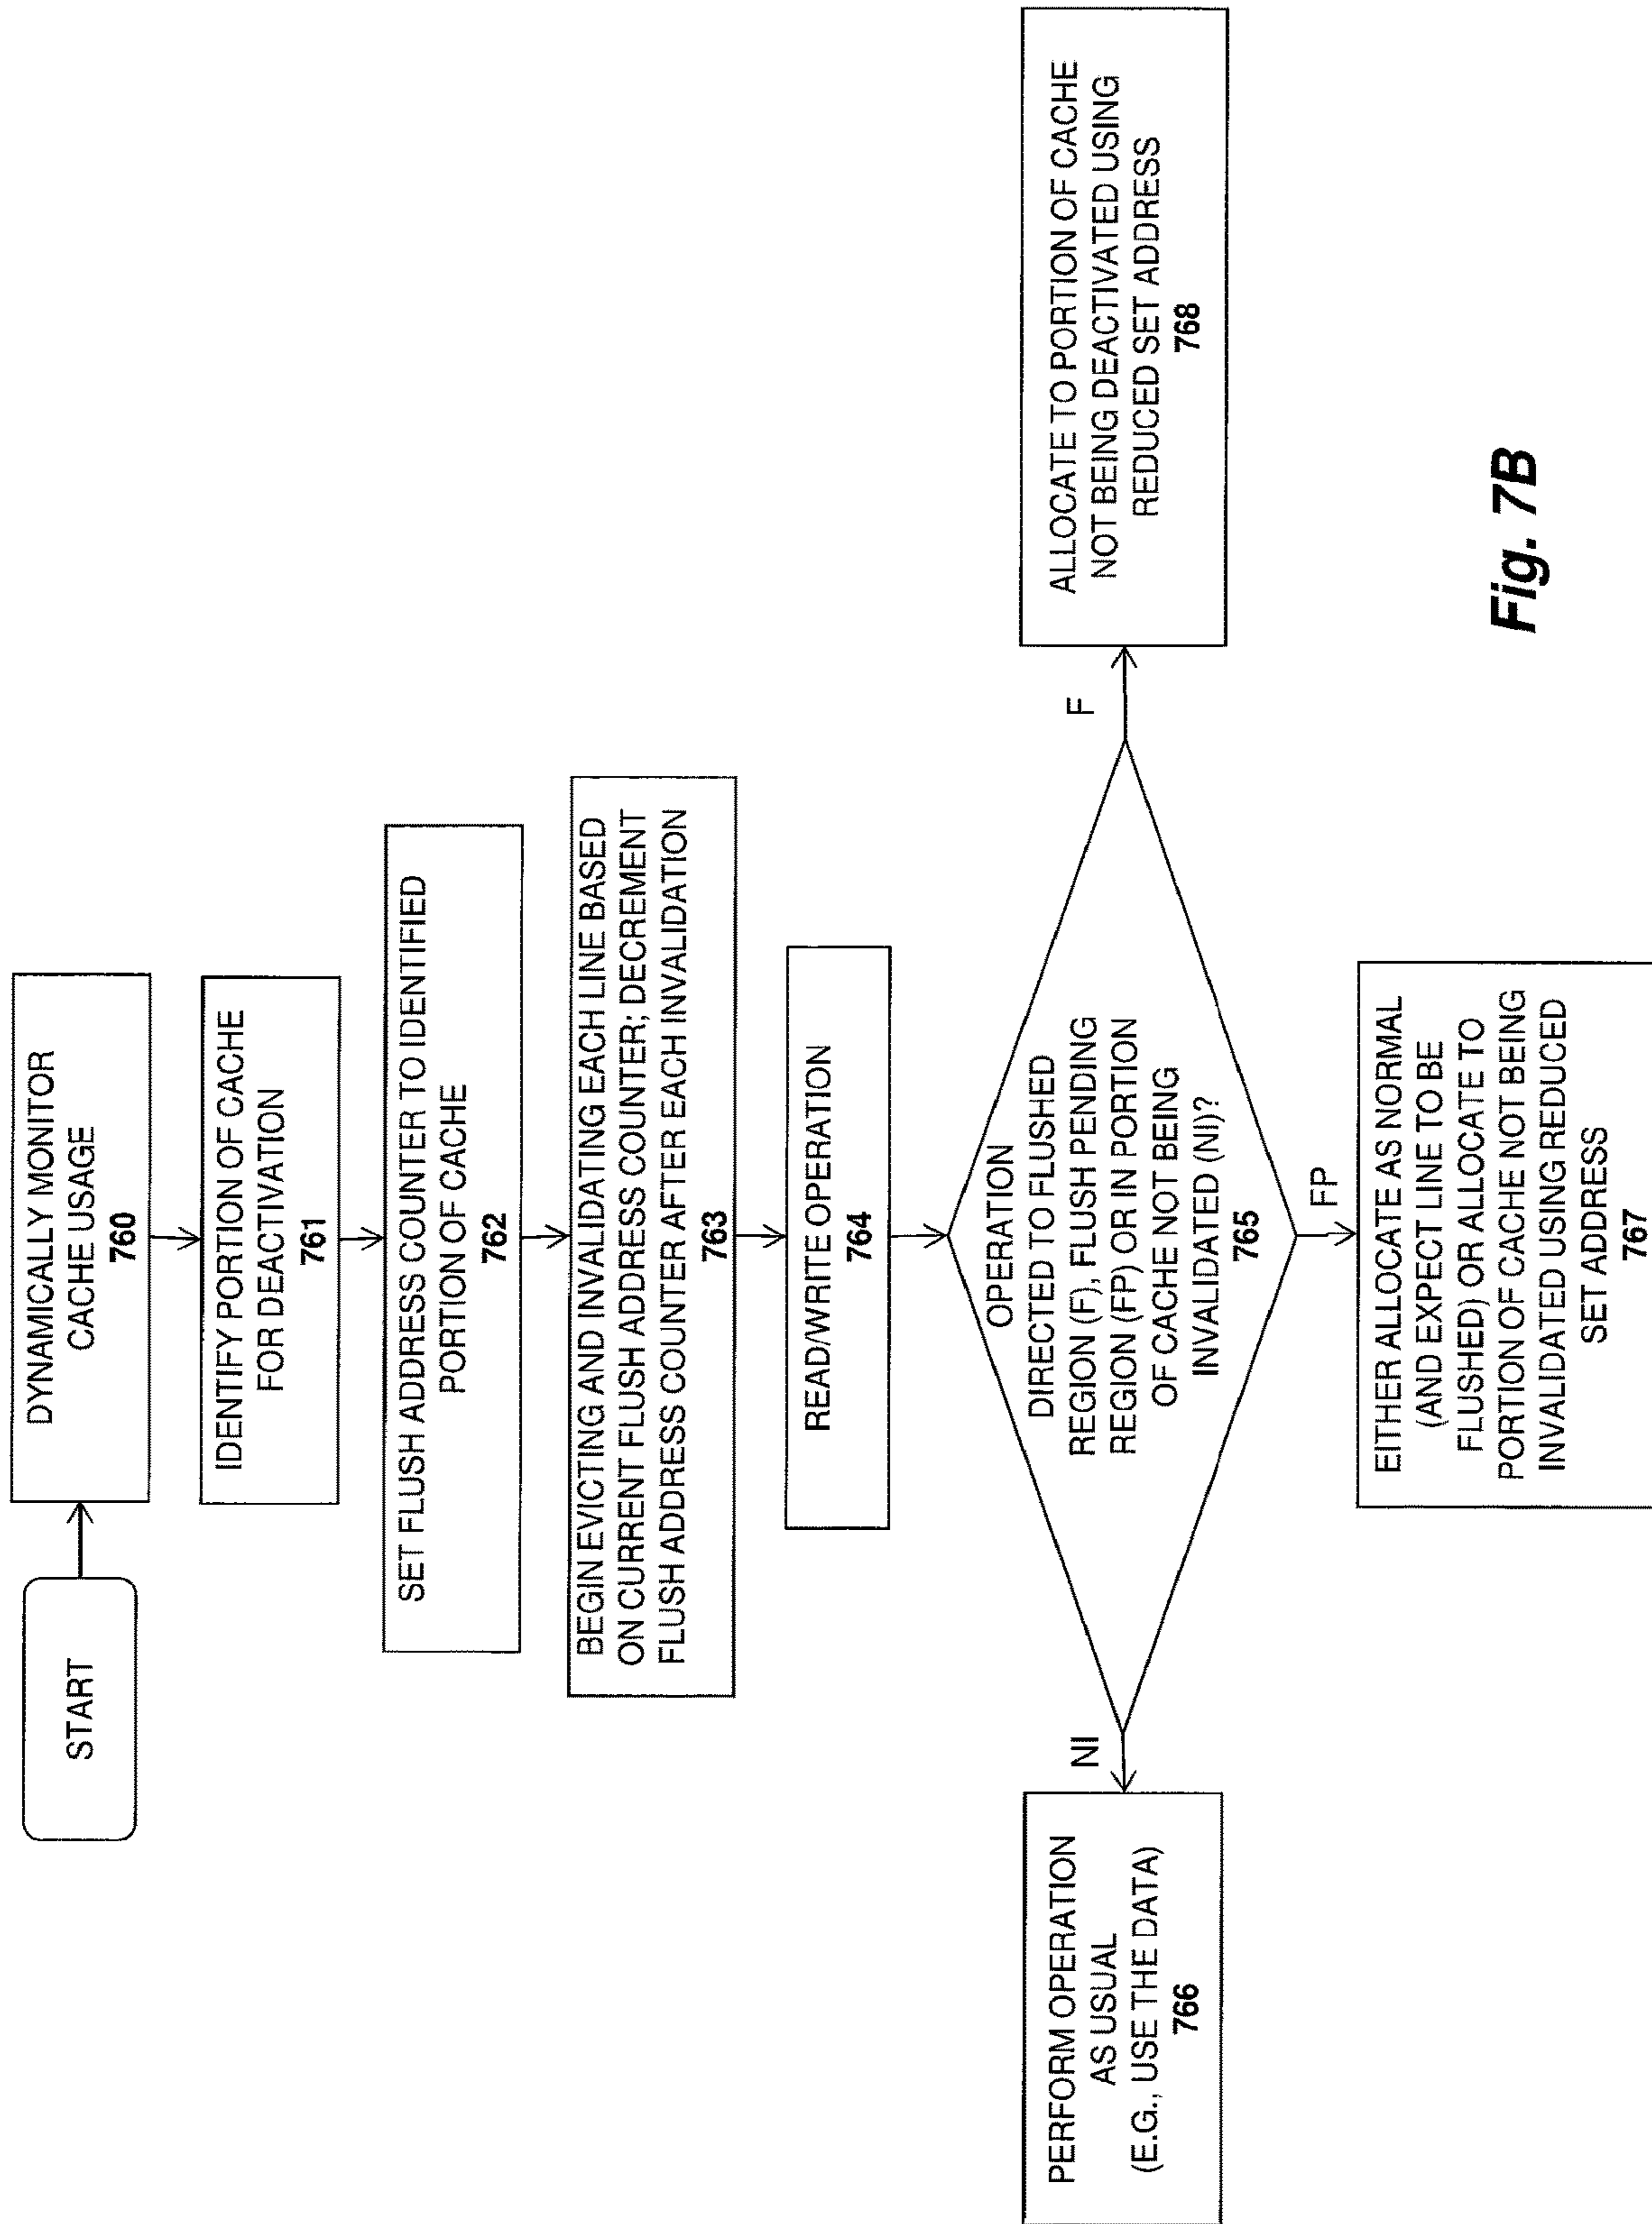 START
DYNAMICALLY MONITOR
CACHE USAGE
760
IDENTIFY PORTION OF CACHE
FOR DEACTIVATION
761
SET FLUSH ADDRESS COUNTER TO IDENTIFIED
PORTION OF CACHE
762
BEGIN EVICTING AND INVALIDATING EACH LINE BASED
ON CURRENT FLUSH ADDRESS COUNTER; DECREMENT
FLUSH ADDRESS COUNTER AFTER EACH INVALIDATION
763
READ/WRITE OPERATION
764
OPERATION
DIRECTED TO FLUSHED
REGION (F), FLUSH PENDING
REGION (FP) OR IN PORTION
OF CACHE NOT BEING
INVALIDATED (NI)?
765
NI
PERFORM OPERATION
AS USUAL
(E.G., USE THE DATA)
766
FP
EITHER ALLOCATE AS NORMAL
(AND EXPECT LINE TO BE
FLUSHED) OR ALLOCATE TO
PORTION OF CACHE NOT BEING
INVALIDATED USING REDUCED
SET ADDRESS
767
F
ALLOCATE TO PORTION OF CACHE
NOT BEING DEACTIVATED USING
REDUCED SET ADDRESS
768
Fig. 7B